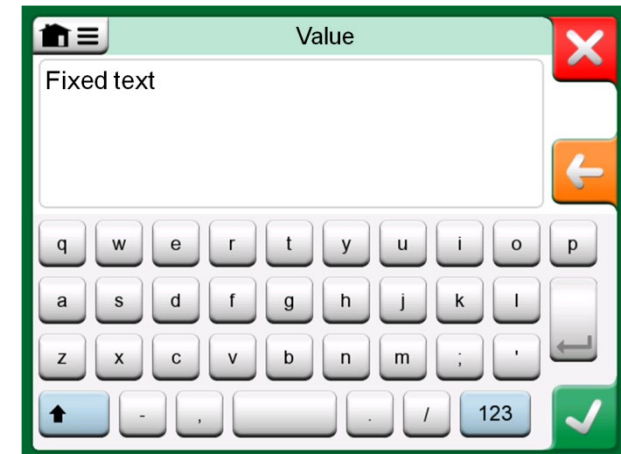 Value
Fixed text
q w e r t y u i o p
a s d f g h j k l
z x c v b n m ; '
- , . / 123